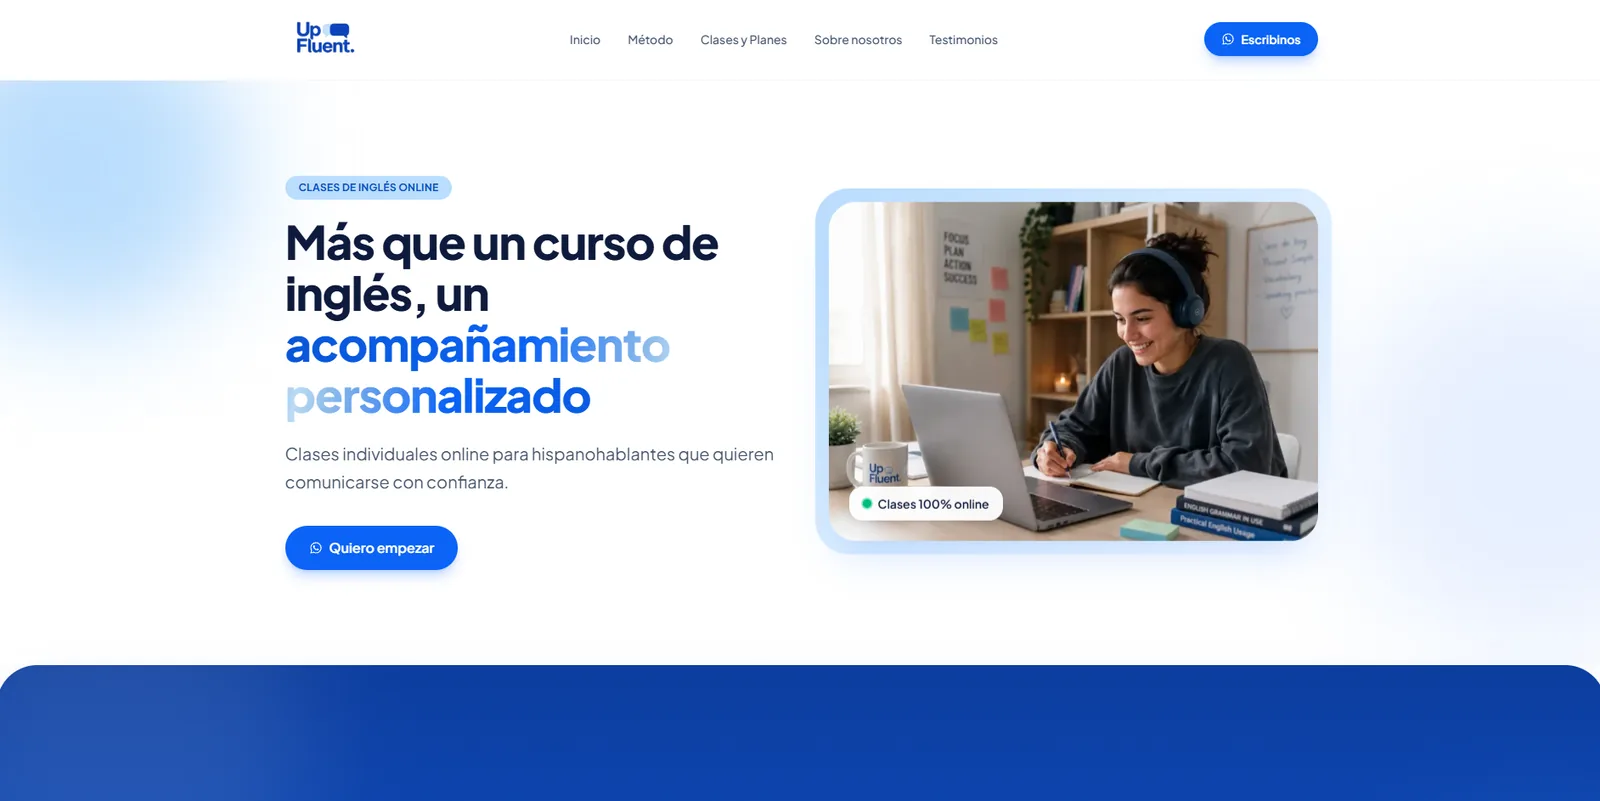 Up
Fluent.
Inicio
Método
Clases y Planes
Sobre nosotros
Testimonios
Escribinos
CLASES DE INGLÉS ONLINE
Más que un curso de
inglés, un
acompañamiento
personalizado
Clases individuales online para hispanohablantes que quieren
comunicarse con confianza.
Quiero empezar
FOCUS
PLAN
ACTION
SUCCESS
Up
Fluent.
Clases 100% online
ENGLISH GRAMMAR IN USE
Practical English Usage